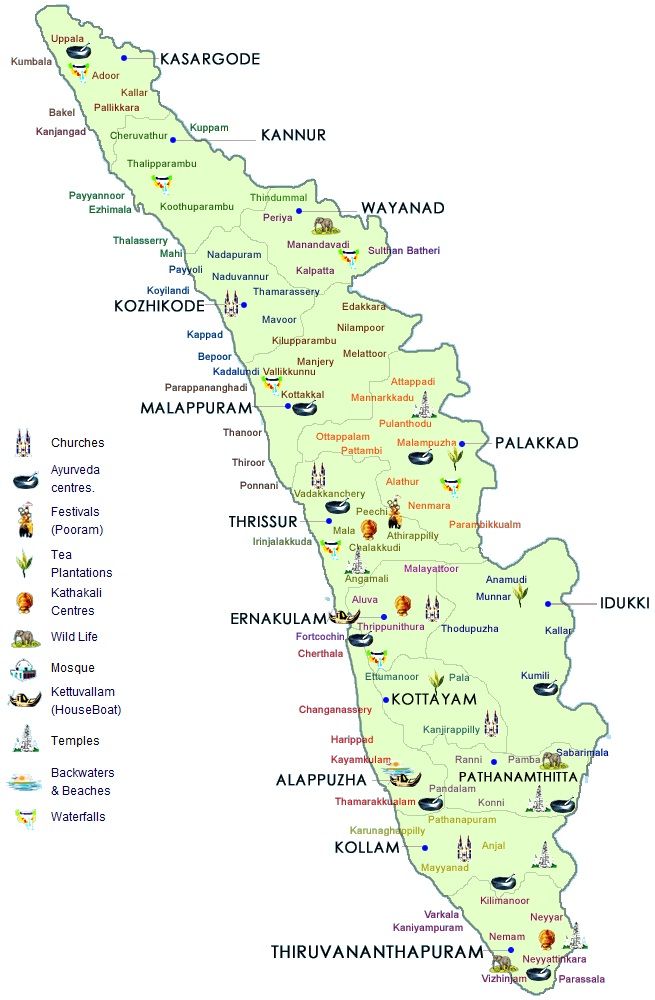 Uppala
Kumbala
KASARGODE
Adoor
Kallar
Pallikkara
Bakel
Kanjangad
Kuppam
Cheruvathur
KANNUR
Thalipparambu
Payyannoor
Ezhimala
Koothuparambu
Thindummal
Periya
WAYANAD
Thalasserry
Mahi
Manandavadi
Sulthan Batheri
Nadapuram
Payyoli
Naduvannur
Kalpatta
Koyilandi
Thamarassery
KOZHIKODE
Edakkara
Mavoor
Nilampoor
Kappad
Kilupparambu
Bepoor
Melattoor
Manjery
Kadalundi
Vallikkunnu
Attappadi
Parappananghadi
Kottakkal
Mannarkkadu
MALAPPURAM
Pulanthodu
Thanoor
Ottappalam
Malampuzha
PALAKKAD
Pattambi
Churches
Thiroor
Ayurveda
centres.
Ponnani
Alathur
Vadakkanchery
Nenmara
Festivals
(Pooram)
Peechi
THRISSUR
Parambikkualm
Mala
Athirappilly
Irinjalakkuda
Chalakkudi
Tea
Plantations
Malayattoor
Angamali
Anamudi
Munnar
Kathakali
Centres
Aluva
IDUKKI
ERNAKULAM
Thrippunithura
Thodupuzha
Kallar
Wild Life
Fortcochin
Cherthala
Mosque
Ettumanoor
Pala
Kumili
Kettuvallam
(HouseBoat)
KOTTAYAM
Changanassery
Kanjirappilly
Temples
Harippad
Sabarimala
Kayamkulam
Ranni
Pamba
Backwaters
& Beaches
ALAPPUZHA
PATHANAMTHITTA
Pandalam
Thamarakkualam
Konni
Waterfalls
Pathanapuram
Karunaghappilly
KOLLAM
Anjal
Mayyanad
Kilimanoor
Varkala
Neyyar
Kaniyampuram
Nemam
THIRUVANANTHAPURAM
Neyyattinkara
Vizhinjam
Parassala